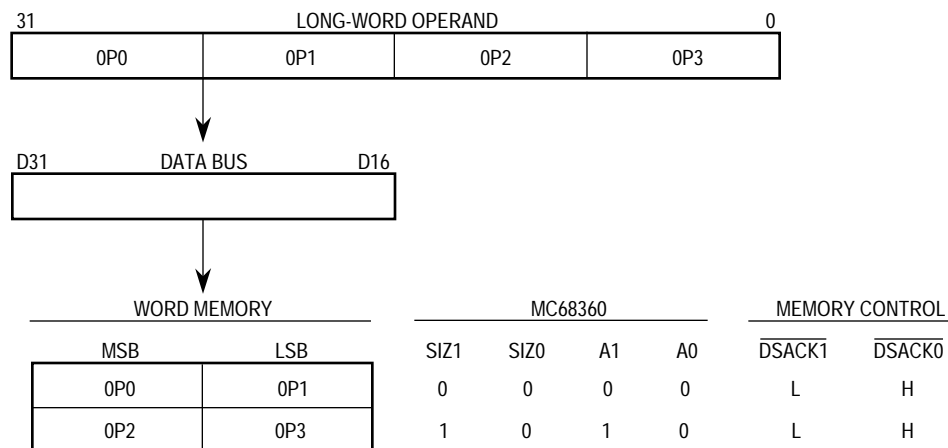 31 LONG-WORD OPERAND 0
0P0 0P1 0P2 0P3
D31 DATA BUS D16
WORD MEMORY MC68360 MEMORY CONTROL
MSB LSB SIZ1 SIZ0 A1 A0 DSACK1 DSACK0
0P0 0P1 0 0 0 0 L H
0P2 0P3 1 0 1 0 L H